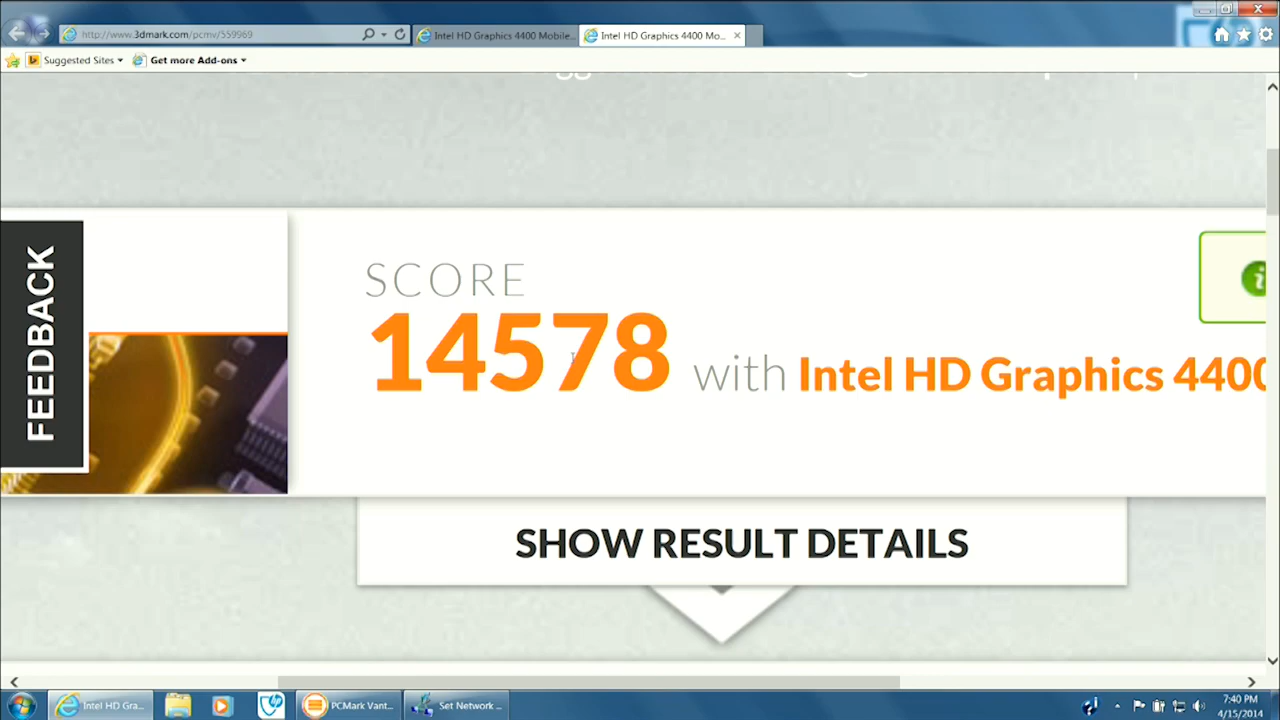 http://www.3dmark.com/pcmv/559969
Intel HD Graphics 4400 Mobile...
Intel HD Graphics 4400 Mo...
Suggested Sites
Get more Add-ons
FEEDBACK
SCORE
14578 with Intel HD Graphics 4400
SHOW RESULT DETAILS
Intel HD Gra...
PCMark Vant...
Set Network ...
7:40 PM
4/15/2014